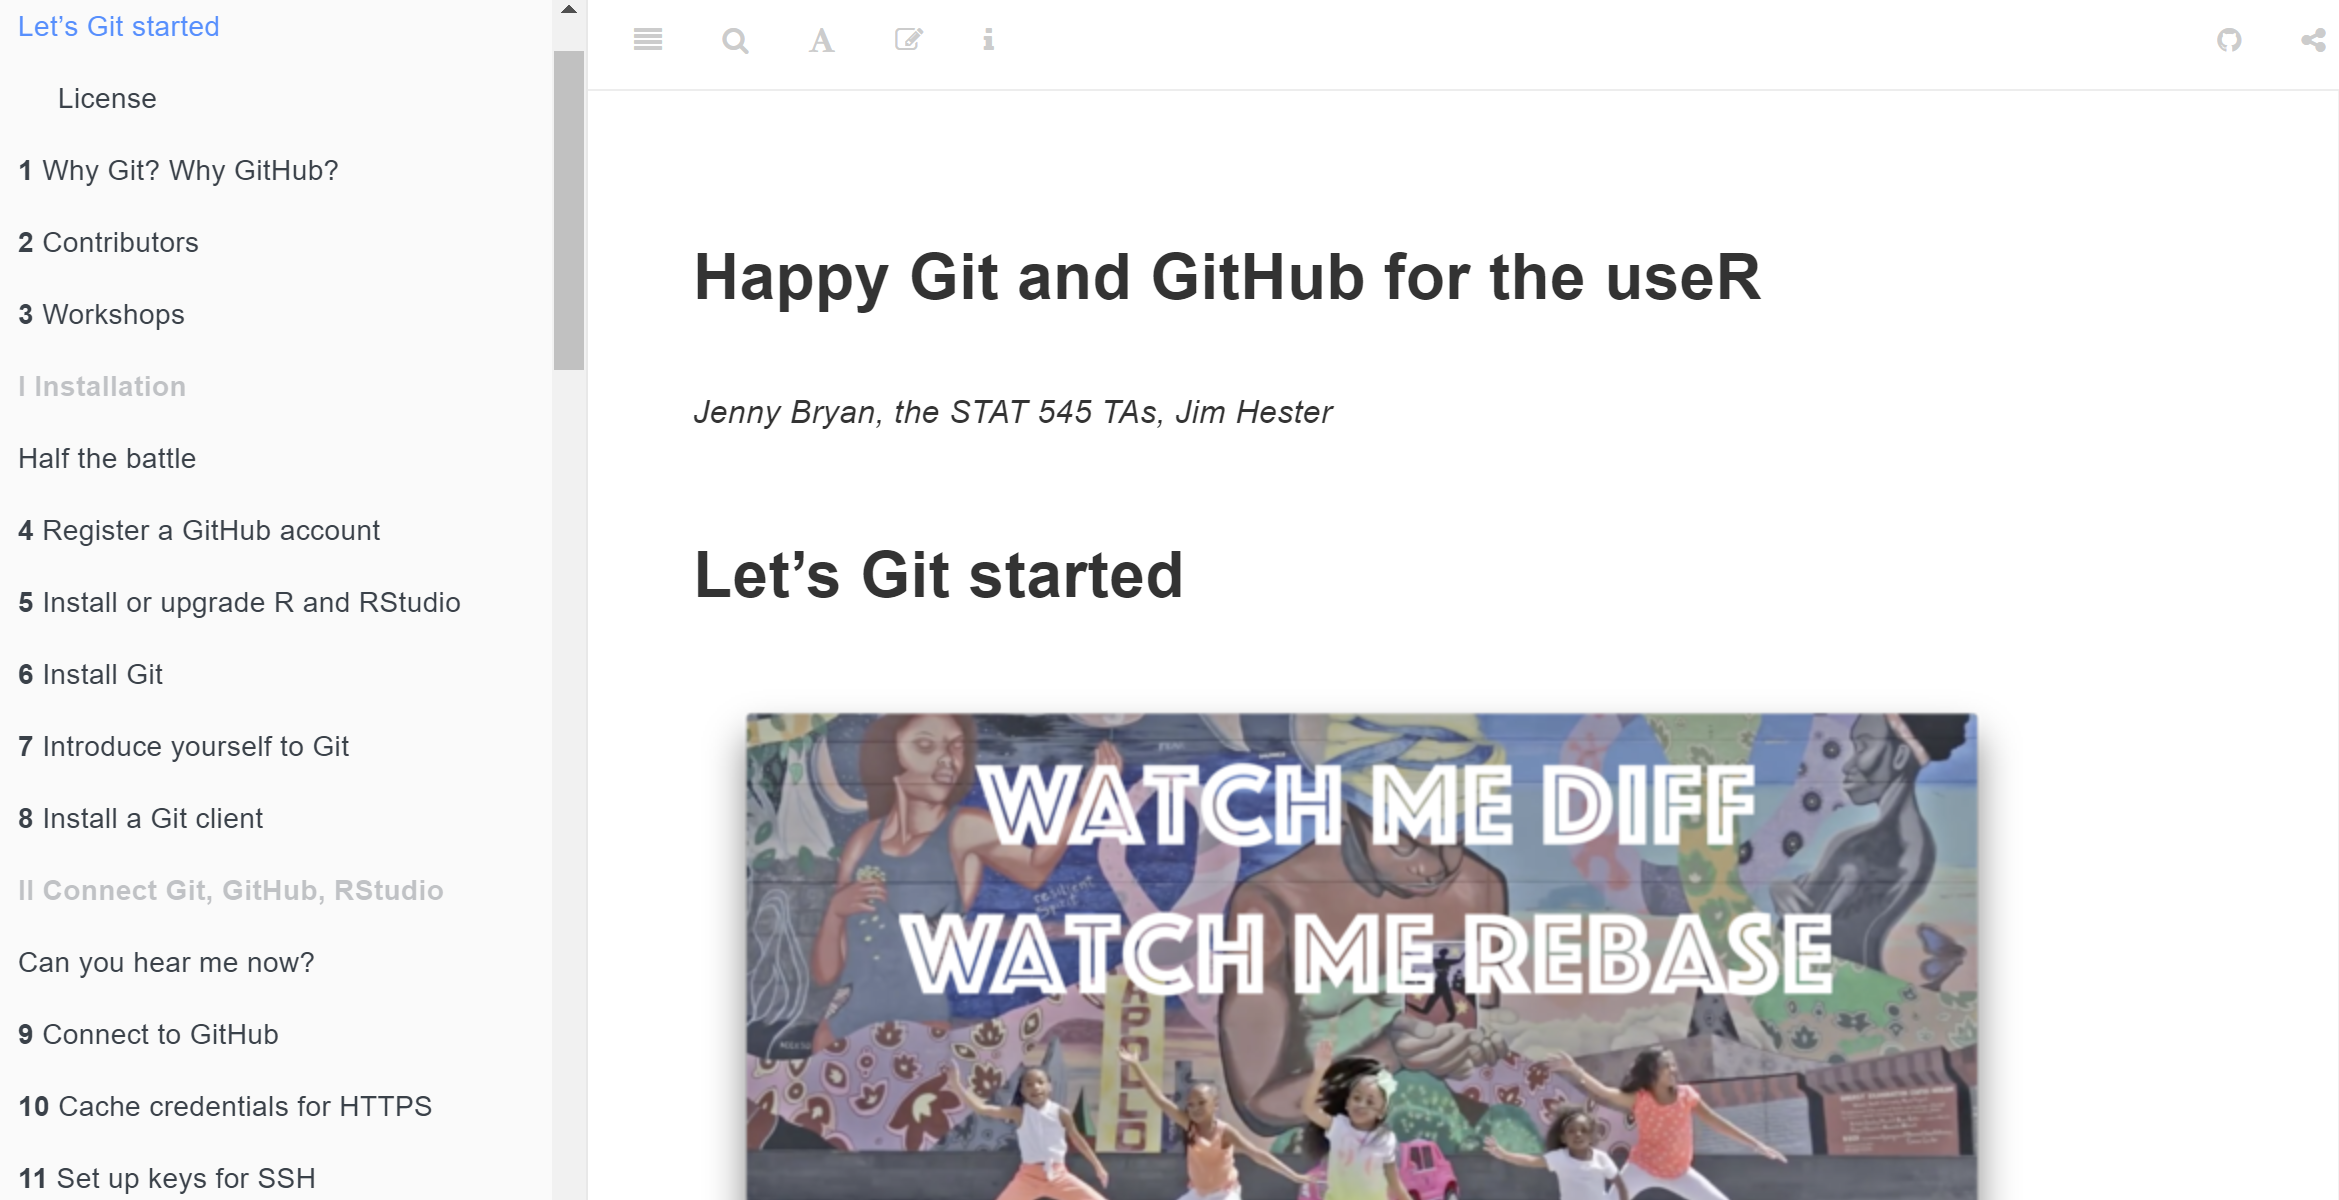 Let’s Git started
License
1 Why Git? Why GitHub?
2 Contributors
3 Workshops
I Installation
Half the battle
4 Register a GitHub account
5 Install or upgrade R and RStudio
6 Install Git
7 Introduce yourself to Git
8 Install a Git client
II Connect Git, GitHub, RStudio
Can you hear me now?
9 Connect to GitHub
10 Cache credentials for HTTPS
11 Set up keys for SSH
Happy Git and GitHub for the useR
Jenny Bryan, the STAT 545 TAs, Jim Hester
Let’s Git started
WATCH ME DIFF
resilient
Spirit
WATCH ME REBASE
APOLLO